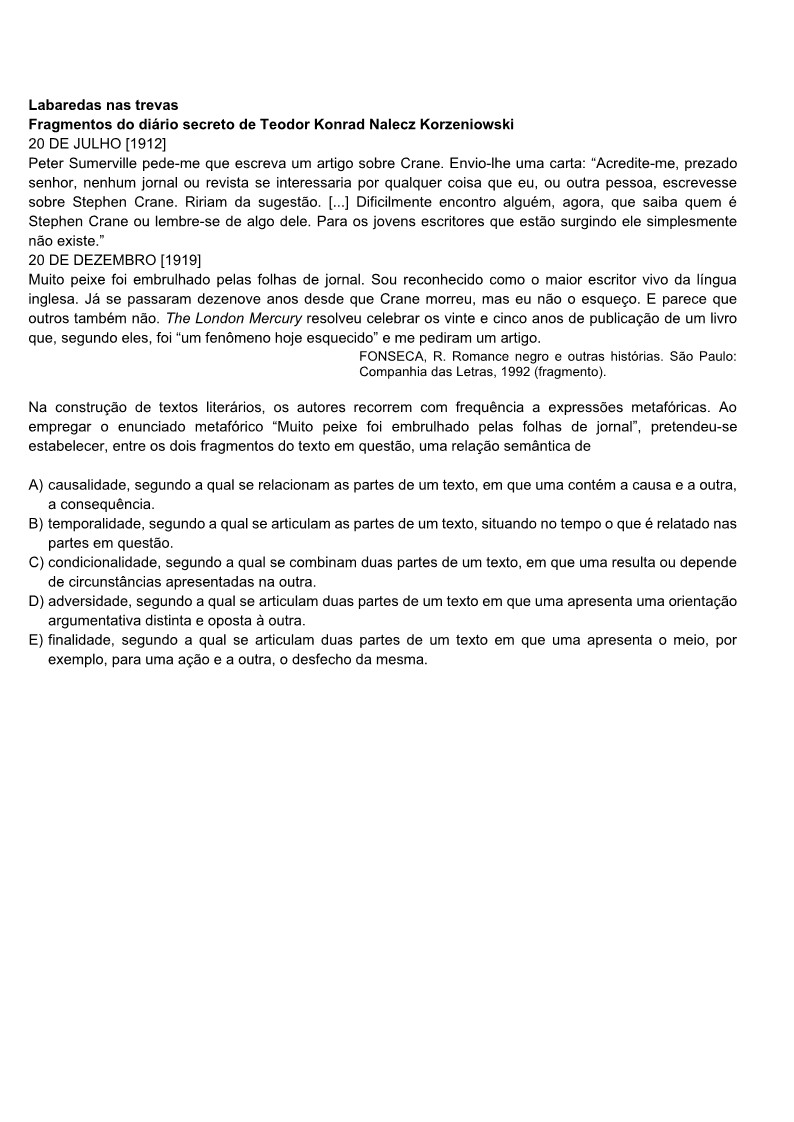 Labaredas nas trevas
Fragmentos do diário secreto de Teodor Konrad Nalecz Korzeniowski
20 DE JULHO [1912]
Peter Sumerville pede-me que escreva um artigo sobre Crane. Envio-lhe uma carta: “Acredite-me, prezado
senhor, nenhum jornal ou revista se interessaria por qualquer coisa que eu, ou outra pessoa, escrevesse
sobre Stephen Crane. Ririam da sugestão. [...] Dificilmente encontro alguém, agora, que saiba quem é
Stephen Crane ou lembre-se de algo dele. Para os jovens escritores que estão surgindo ele simplesmente
não existe.”
20 DE DEZEMBRO [1919]
Muito peixe foi embrulhado pelas folhas de jornal. Sou reconhecido como o maior escritor vivo da língua
inglesa. Já se passaram dezenove anos desde que Crane morreu, mas eu não o esqueço. E parece que
outros também não. The London Mercury resolveu celebrar os vinte e cinco anos de publicação de um livro
que, segundo eles, foi “um fenômeno hoje esquecido” e me pediram um artigo.
FONSECA, R. Romance negro e outras histórias. São Paulo:
Companhia das Letras, 1992 (fragmento).
Na construção de textos literários, os autores recorrem com frequência a expressões metafóricas. Ao
empregar o enunciado metafórico “Muito peixe foi embrulhado pelas folhas de jornal”, pretendeu-se
estabelecer, entre os dois fragmentos do texto em questão, uma relação semântica de
A) causalidade, segundo a qual se relacionam as partes de um texto, em que uma contém a causa e a outra,
a consequência.
B) temporalidade, segundo a qual se articulam as partes de um texto, situando no tempo o que é relatado nas
partes em questão.
C) condicionalidade, segundo a qual se combinam duas partes de um texto, em que uma resulta ou depende
de circunstâncias apresentadas na outra.
D) adversidade, segundo a qual se articulam duas partes de um texto em que uma apresenta uma orientação
argumentativa distinta e oposta à outra.
E) finalidade, segundo a qual se articulam duas partes de um texto em que uma apresenta o meio, por
exemplo, para uma ação e a outra, o desfecho da mesma.